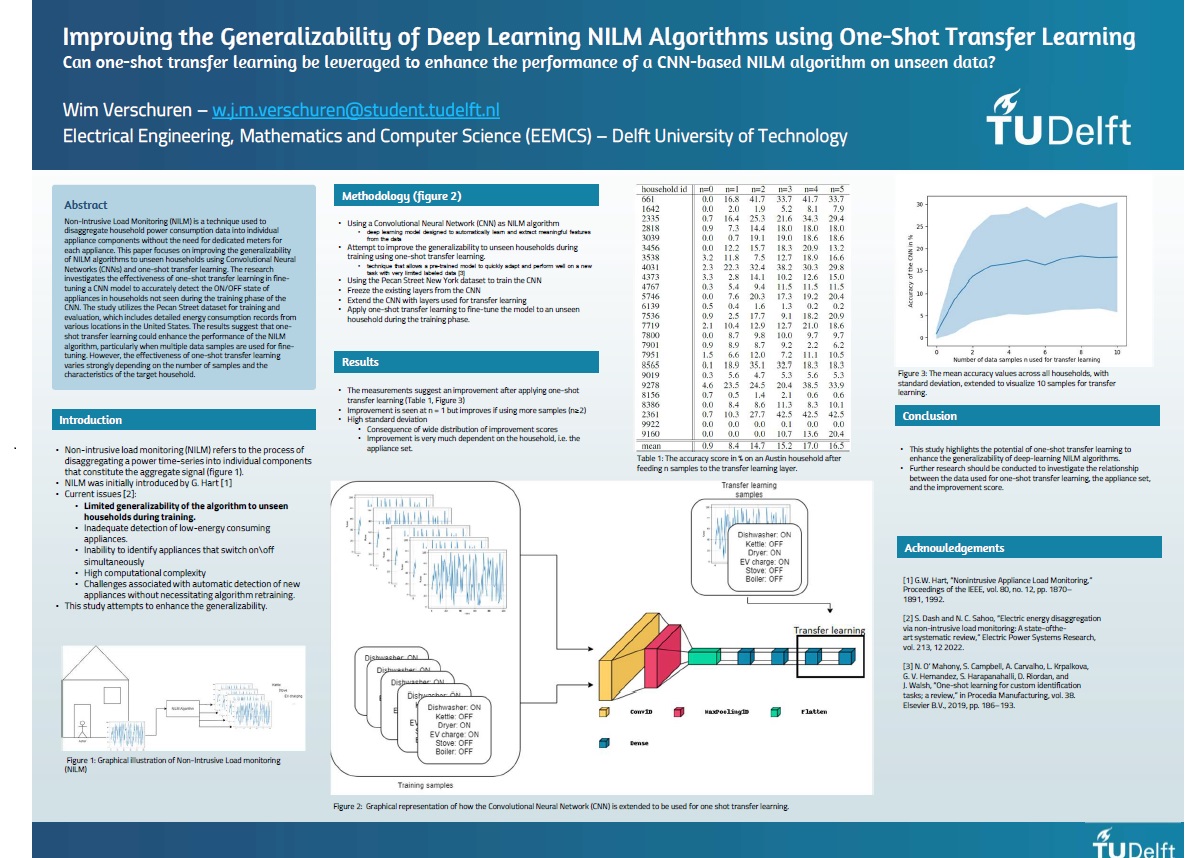 Improving the Generalizability of Deep Learning NILM Algorithms using One-Shot Transfer Learning
Can one-shot transfer learning be leveraged to enhance the performance of a CNN-based NILM algorithm on unseen data?
Wim Verschuren – w.j.m.verschuren@student.tudelft.nl
Electrical Engineering, Mathematics and Computer Science (EEMCS) – Delft University of Technology
TUDelft
Abstract
Non-Intrusive Load Monitoring (NILM) is a technique used to
disaggregate household power consumption data into individual
appliance components without the need for dedicated meters for
each appliance. This paper focuses on improving the generalizability
of NILM algorithms to unseen households using Convolutional Neural
Networks (CNNs) and one-shot transfer learning. The research
investigates the effectiveness of one-shot transfer learning in fine-
tuning a CNN model to accurately detect the ON/OFF state of
appliances in households not seen during the training phase of the
CNN. The study utilizes the Pecan Street dataset for training and
evaluation, which includes detailed energy consumption records from
various locations in the United States. The results suggest that one-
shot transfer learning could enhance the performance of the NILM
algorithm, particularly when multiple data samples are used for fine-
tuning. However, the effectiveness of one-shot transfer learning
varies strongly depending on the number of samples and the
characteristics of the target household.
Introduction
• Non-intrusive load monitoring (NILM) refers to the process of
disaggregating a power time-series into individual components
that constitute the aggregate signal (figure 1).
• NILM was initially introduced by G. Hart [1]
• Current issues [2]:
• Limited generalizability of the algorithm to unseen
households during training.
• Inadequate detection of low-energy consuming
appliances.
• Inability to identify appliances that switch on\off
simultaneously
• High computational complexity
• Challenges associated with automatic detection of new
appliances without necessitating algorithm retraining.
• This study attempts to enhance the generalizability.
Figure 1: Graphical illustration of Non-Intrusive Load monitoring
(NILM)
Methodology (figure 2)
• Using a Convolutional Neural Network (CNN) as NILM algorithm
• deep learning model designed to automatically learn and extract meaningful features
from the data
• Attempt to improve the generalizability to unseen households during
training using one-shot transfer learning.
• technique that allows a pre-trained model to quickly adapt and perform well on a new
task with very limited labeled data [3]
• Using the Pecan Street New York dataset to train the CNN
• Freeze the existing layers from the CNN
• Extend the CNN with layers used for transfer learning
• Apply one-shot transfer learning to fine-tune the model to an unseen
household during the training phase.
Results
• The measurements suggest an improvement after applying one-shot
transfer learning (Table 1, Figure 3)
• Improvement is seen at n = 1 but improves if using more samples (n≥2)
• High standard deviation
• Consequence of wide distribution of improvement scores
• Improvement is very much dependent on the household, i.e. the
appliance set.
household id n=0 n=1 n=2 n=3 n=4 n=5
661 0.0 16.8 41.7 33.7 41.7 33.7
1642 0.0 2.0 1.9 5.2 8.1 7.9
2335 0.7 16.4 25.3 21.6 34.3 29.4
2818 0.9 7.3 14.4 18.0 18.0 18.0
3039 0.0 0.7 19.1 19.0 18.6 18.6
3456 0.0 12.2 15.7 18.3 20.9 13.2
3538 3.2 11.8 7.5 12.7 18.9 16.6
4031 2.3 22.3 32.4 38.2 30.3 29.8
4373 3.3 2.8 14.1 10.2 12.6 15.0
4767 0.3 5.4 9.4 11.5 11.5 11.5
5746 0.0 7.6 20.3 17.3 19.2 20.4
6139 0.5 0.4 1.6 1.3 0.2 0.2
7536 0.9 2.5 17.7 9.1 18.2 20.9
7719 2.1 10.4 12.9 12.7 21.0 18.6
7800 0.0 8.7 9.8 10.0 9.7 9.7
7901 0.9 8.9 8.7 9.2 2.2 6.2
7951 1.5 6.6 12.0 7.2 11.1 10.5
8565 0.1 18.9 35.1 32.7 18.3 18.3
9019 0.3 5.6 4.7 5.3 5.6 5.3
9278 4.6 23.5 24.5 20.4 38.5 33.9
8156 0.7 0.5 1.4 2.1 0.6 0.6
8386 0.0 8.4 8.6 11.3 8.3 10.1
2361 0.7 10.3 27.7 42.5 42.5 42.5
9922 0.0 0.0 0.0 0.1 0.0 0.0
9160 0.0 0.0 0.0 10.7 13.6 20.4
mean 0.9 8.4 14.7 15.2 17.0 16.5
Table 1: The accuracy score in % on an Austin household after
feeding n samples to the transfer learning layer.
Transfer learning
samples
Dishwasher: ON
Kettle: OFF
Dryer: ON
EV charge: ON
Stove: OFF
Boiler: OFF
Transfer learning
Dishwasher: ON
Dishwasher: ON
Kettle: OFF
Dryer: ON
EV charge: ON
Stove: OFF
Boiler: OFF
Conv1D
MaxPooling1D
Flatten
Dense
Training samples
Figure 2: Graphical representation of how the Convolutional Neural Network (CNN) is extended to be used for one shot transfer learning.
30
25
20
15
10
5
0
Accuracy of the CNN in %
0 2 4 6 8 10
Number of data samples n used for transfer learning
Figure 3: The mean accuracy values across all households, with
standard deviation, extended to visualize 10 samples for transfer
learning.
Conclusion
• This study highlights the potential of one-shot transfer learning to
enhance the generalizability of deep-learning NILM algorithms.
• Further research should be conducted to investigate the relationship
between the data used for one-shot transfer learning, the appliance set,
and the improvement score.
Acknowledgements
[1] G.W. Hart, "Nonintrusive Appliance Load Monitoring,"
Proceedings of the IEEE, vol. 80, no. 12, pp. 1870–
1891, 1992.
[2] S. Dash and N. C. Sahoo, "Electric energy disaggregation
via non-intrusive load monitoring: A state-ofthe-
art systematic review," Electric Power Systems Research,
vol. 213, 12 2022.
[3] N. O' Mahony, S. Campbell, A. Carvalho, L. Krpalkova,
G. V. Hernandez, S. Harapanahalli, D. Riordan, and
J. Walsh, "One-shot learning for custom identification
tasks; a review," in Procedia Manufacturing, vol. 38.
Elsevier B.V., 2019, pp. 186–193.
TUDelft